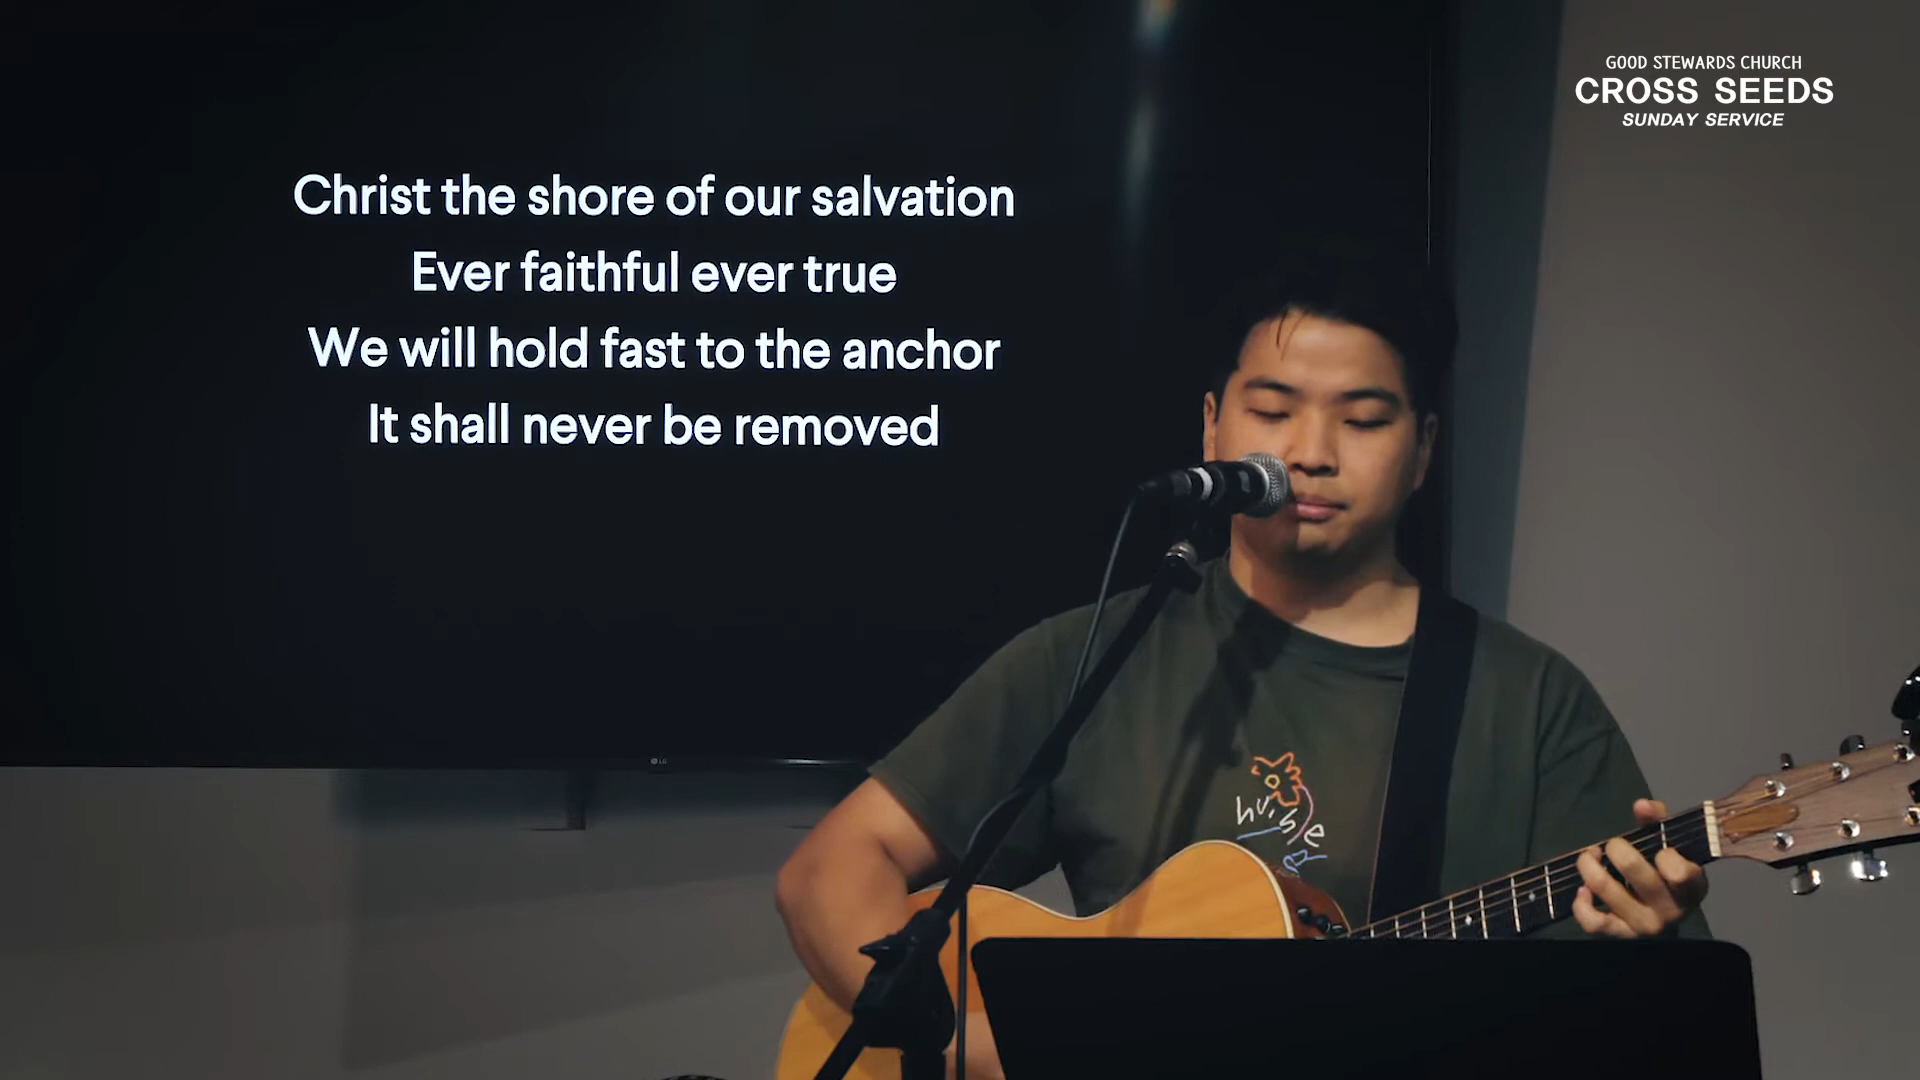 GOOD STEWARDS CHURCH
CROSS SEEDS
SUNDAY SERVICE
Christ the shore of our salvation
Ever faithful ever true
We will hold fast to the anchor
It shall never be removed
LG